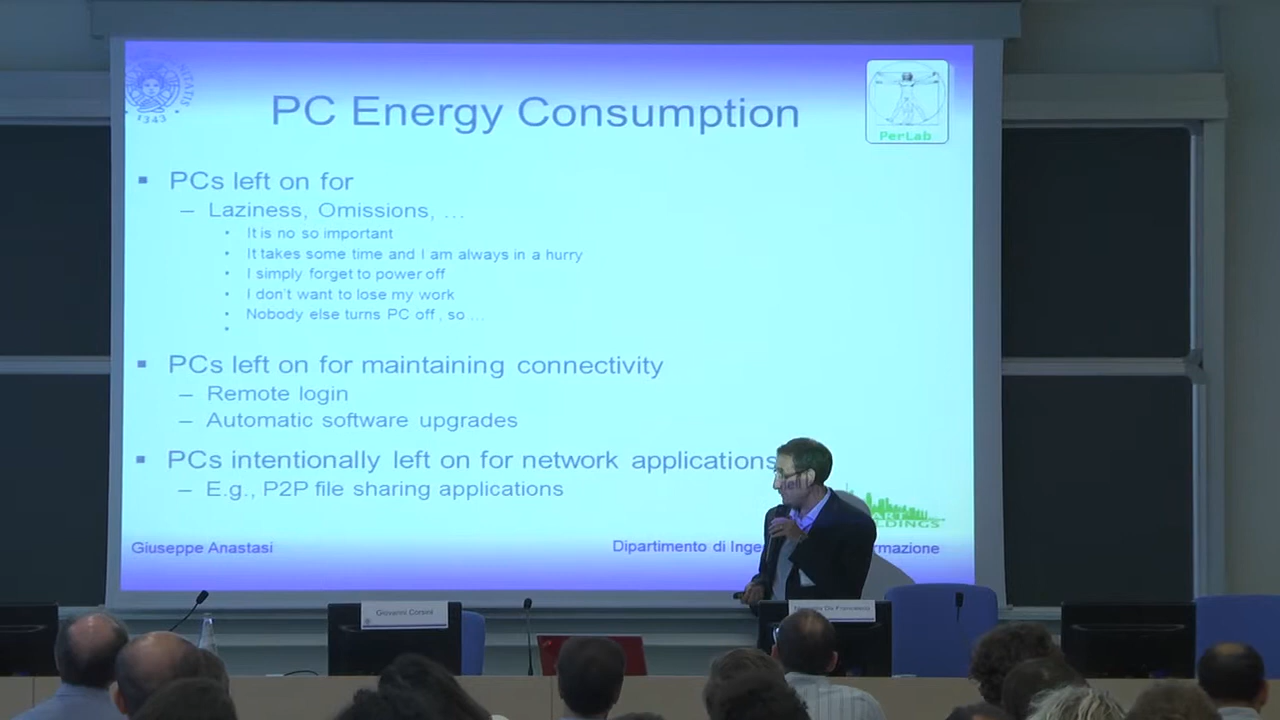 PC Energy Consumption
1343
PerLab
▪ PCs left on for
– Laziness, Omissions, …
• It is no so important
• It takes some time and I am always in a hurry
• I simply forget to power off
• I don't want to lose my work
• Nobody else turns PC off, so …
•
▪ PCs left on for maintaining connectivity
– Remote login
– Automatic software upgrades
▪ PCs intentionally left on for network applications
– E.g., P2P file sharing applications
Giuseppe Anastasi
Dipartimento di
Giovanni Corsini